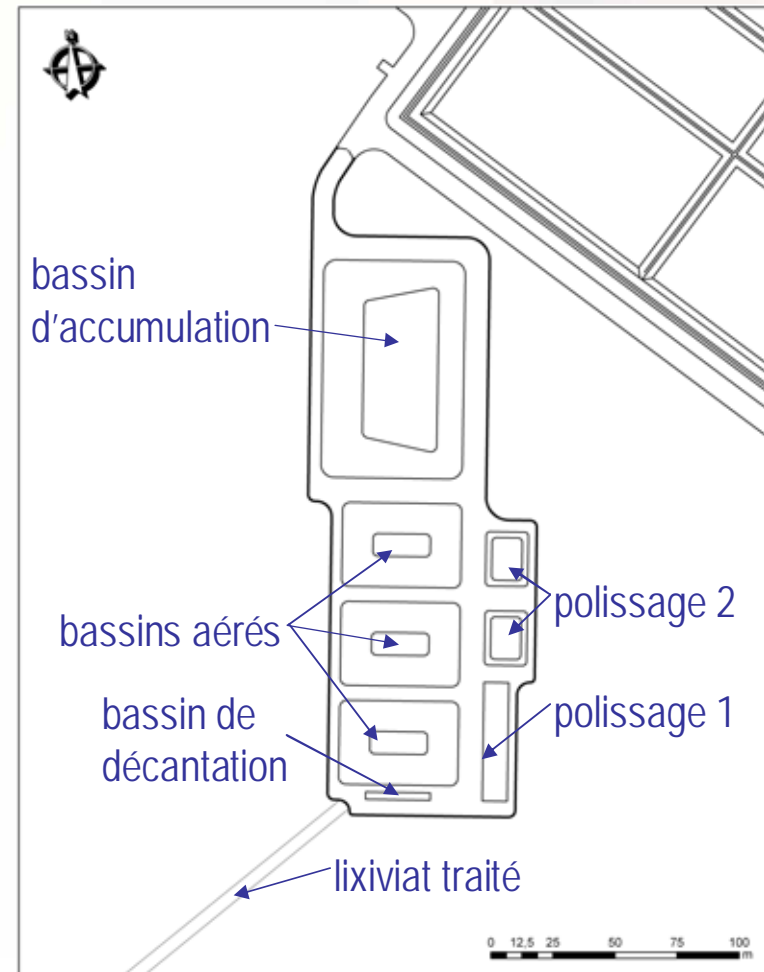 bassin
d'accumulation
bassins aérés
polissage 2
bassin de
décantation
polissage 1
lixiviat traité
0 12,5 25 50 75 100
m